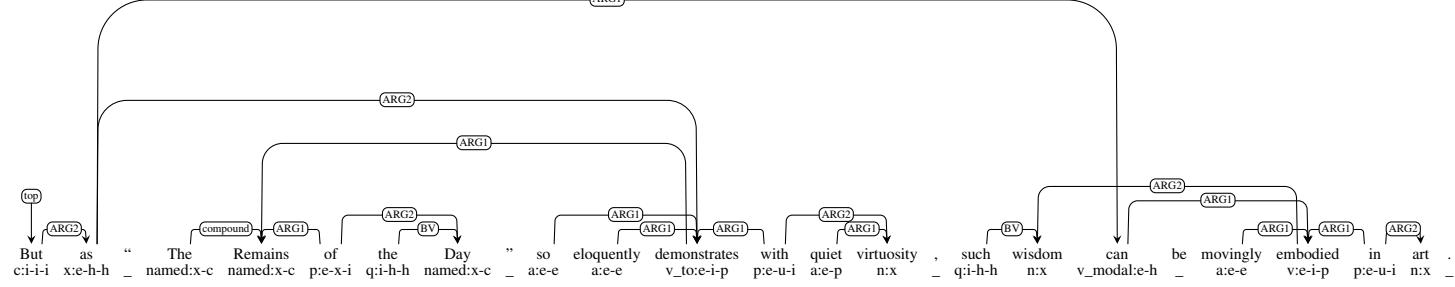 ARG1
ARG2
ARG1
top
ARG2
ARG1
ARG2
ARG2
ARG1
ARG2
compound
ARG1
BV
ARG1
ARG1
ARG1
BV
ARG1
ARG1
ARG2
But as “ The Remains of the Day ” so eloquently demonstrates with quiet virtuosity , such wisdom can be movingly embodied in art .
c:i-i-i x:e-h-h _ named:x-c named:x-c p:e-x-i q:i-h-h named:x-c _ a:e-e a:e-e v_to:e-i-p p:e-u-i a:e-p n:x _ q:i-h-h n:x v_modal:e-h _ a:e-e v:e-i-p p:e-u-i n:x _